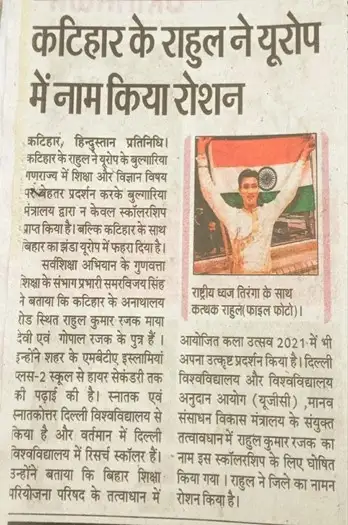 कटिहार के राहुल ने यूरोप
में नाम किया रोशन
कटिहार, हिन्दुस्तान प्रतिनिधि।
कटिहार के राहुल ने यूरोप के बुल्गारिया
गणराज्य में शिक्षा और विज्ञान विषय
पर बेहतर प्रदर्शन करके बुल्गारिया
मंत्रालय द्वारा न केवल स्कॉलरशिप
प्राप्त किया है। बल्कि कटिहार के साथ
बिहार का झंडा यूरोप में फहरा दिया है।
सर्वशिक्षा अभियान के गुणवत्ता
शिक्षा के संभाग प्रभारी समरविजय सिंह
ने बताया कि कटिहार के अनाथालय
रोड स्थित राहुल कुमार रजक माया
देवी एवं गोपाल रजक के पुत्र हैं।
इन्होंने शहर के एमबीटीए इस्लामियां
प्लस-2 स्कूल से हायर सेकंडरी तक
की पढ़ाई की है। स्नातक एवं
स्नातकोत्तर दिल्ली विश्वविद्यालय से
किया है और वर्तमान में दिल्ली
विश्वविद्यालय में रिसर्च स्कॉलर हैं।
उन्होंने बताया कि बिहार शिक्षा
परियोजना परिषद के तत्वाधान में
राष्ट्रीय ध्वज तिरंगा के साथ
कत्थक राहुल(फाइल फोटो)।
आयोजित कला उत्सव 2021 में भी
अपना उत्कृष्ट प्रदर्शन किया है। दिल्ली
विश्वविद्यालय और विश्वविद्यालय
अनुदान आयोग (यूजीसी) ,मानव
संसाधन विकास मंत्रालय के संयुक्त
तत्वावधान में राहुल कुमार रजक का
नाम इस स्कॉलरशिप के लिए घोषित
किया गया। राहुल ने जिले का नाम
रोशन किया है।